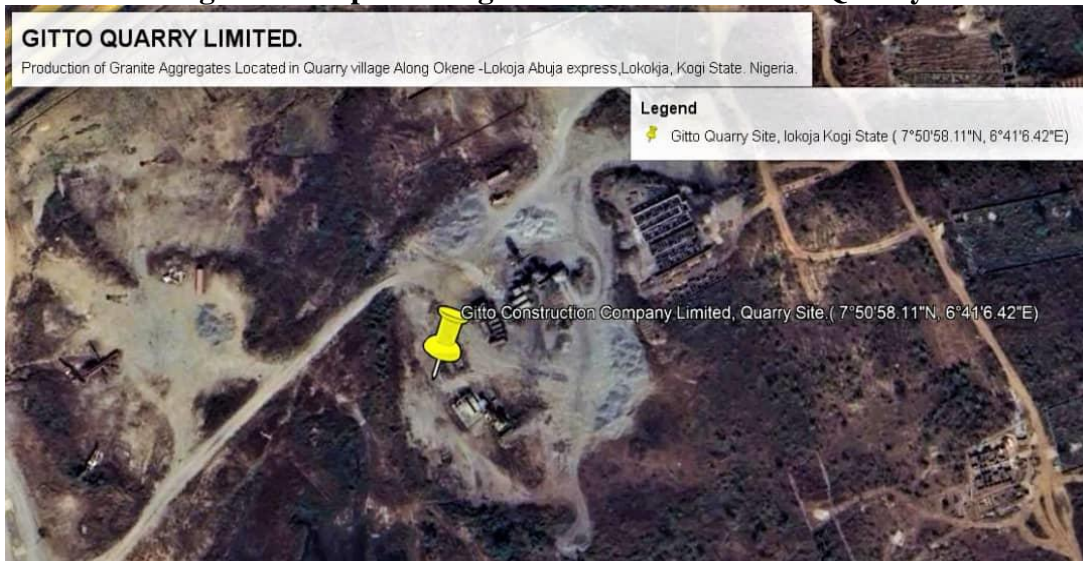 GITTO QUARRY LIMITED.
Production of Granite Aggregates Located in Quarry village Along Okene -Lokoja Abuja express,Lokokja, Kogi State. Nigeria.
Legend
Gitto Quarry Site, lokoja Kogi State ( 7°50'58.11"N, 6°41'6.42"E)
Gitto Construction Company Limited, Quarry Site,( 7°50'58.11"N, 6°41'6.42"E)